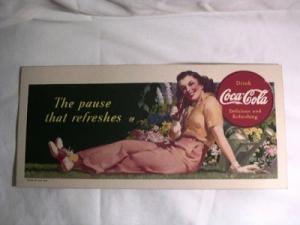 The pause
that refreshes
Drink
Coca-Cola
Delicious and
Refreshing